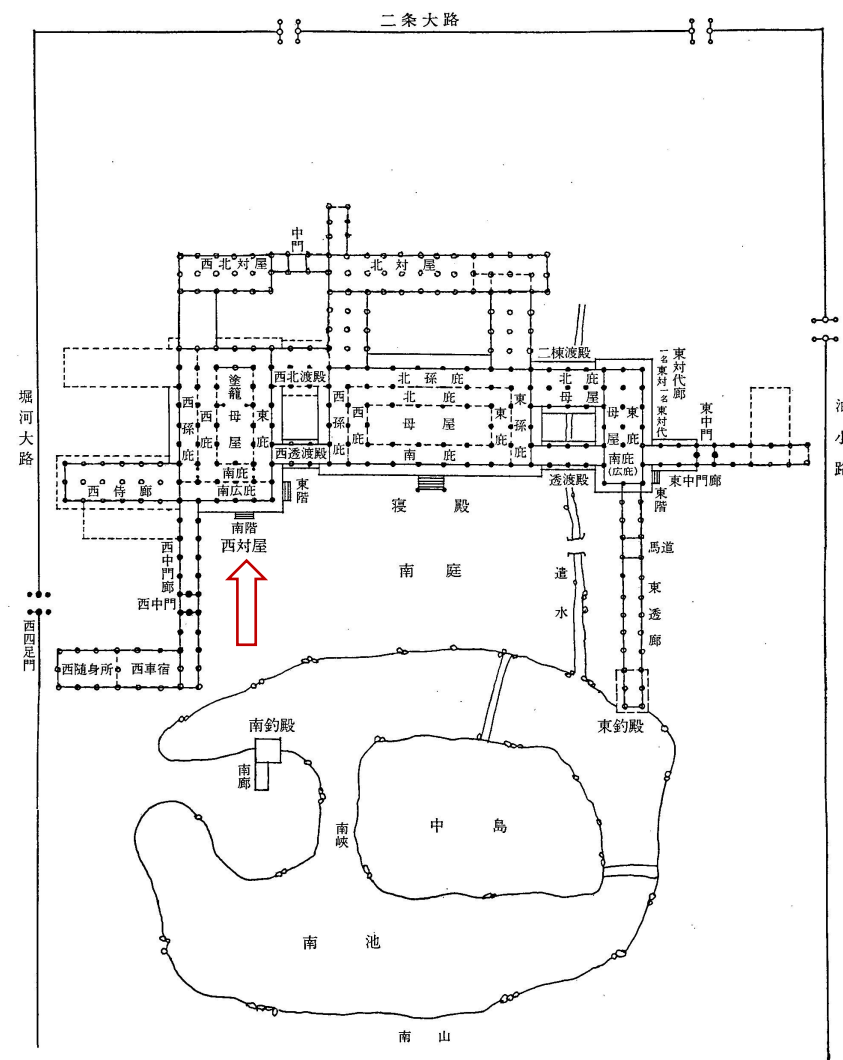 二条大路
堀河大路
油小路
中門
西北対屋
北対屋
二棟渡殿
東対代廊
一名東対一名東対代
東中門
塗籠
西北渡殿
北孫庇
北庇
北庇
母屋
西孫庇
西庇
母屋
東庇
西孫庇
西庇
母屋
東庇
東孫庇
母屋
東庇
南庇
西透渡殿
南庇
南庇
(広庇)
西侍廊
南広庇
東階
透渡殿
東中門廊
東階
寝殿
南階
西対屋
西中門廊
南庭
遣水
馬道
東透廊
西中門
西四足門
西随身所
西車宿
南釣殿
東釣殿
南廊
南峡
中島
南池
南山